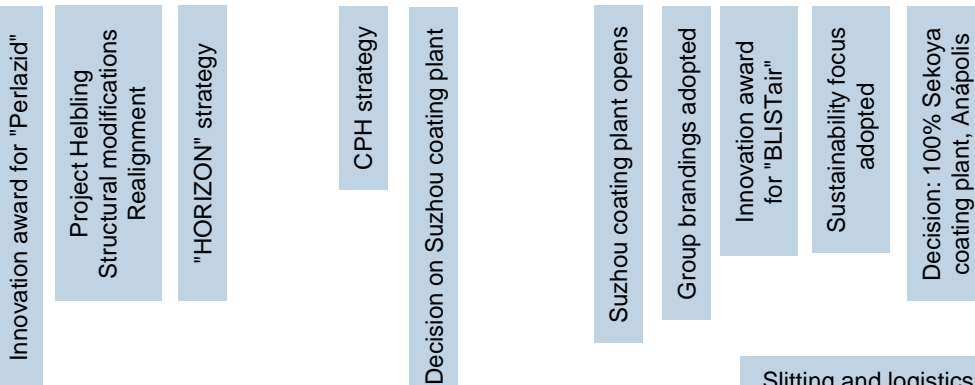 Innovation award for "Perlazid"
Project Helbling
Structural modifications
Realignment
"HORIZON" strategy
CPH strategy
Decision on Suzhou coating plant
Suzhou coating plant opens
Group brandings adopted
Innovation award
for "BLISTair"
Sustainability focus
adopted
Decision: 100% Sekoya
coating plant, Anápolis
Slitting and logistics